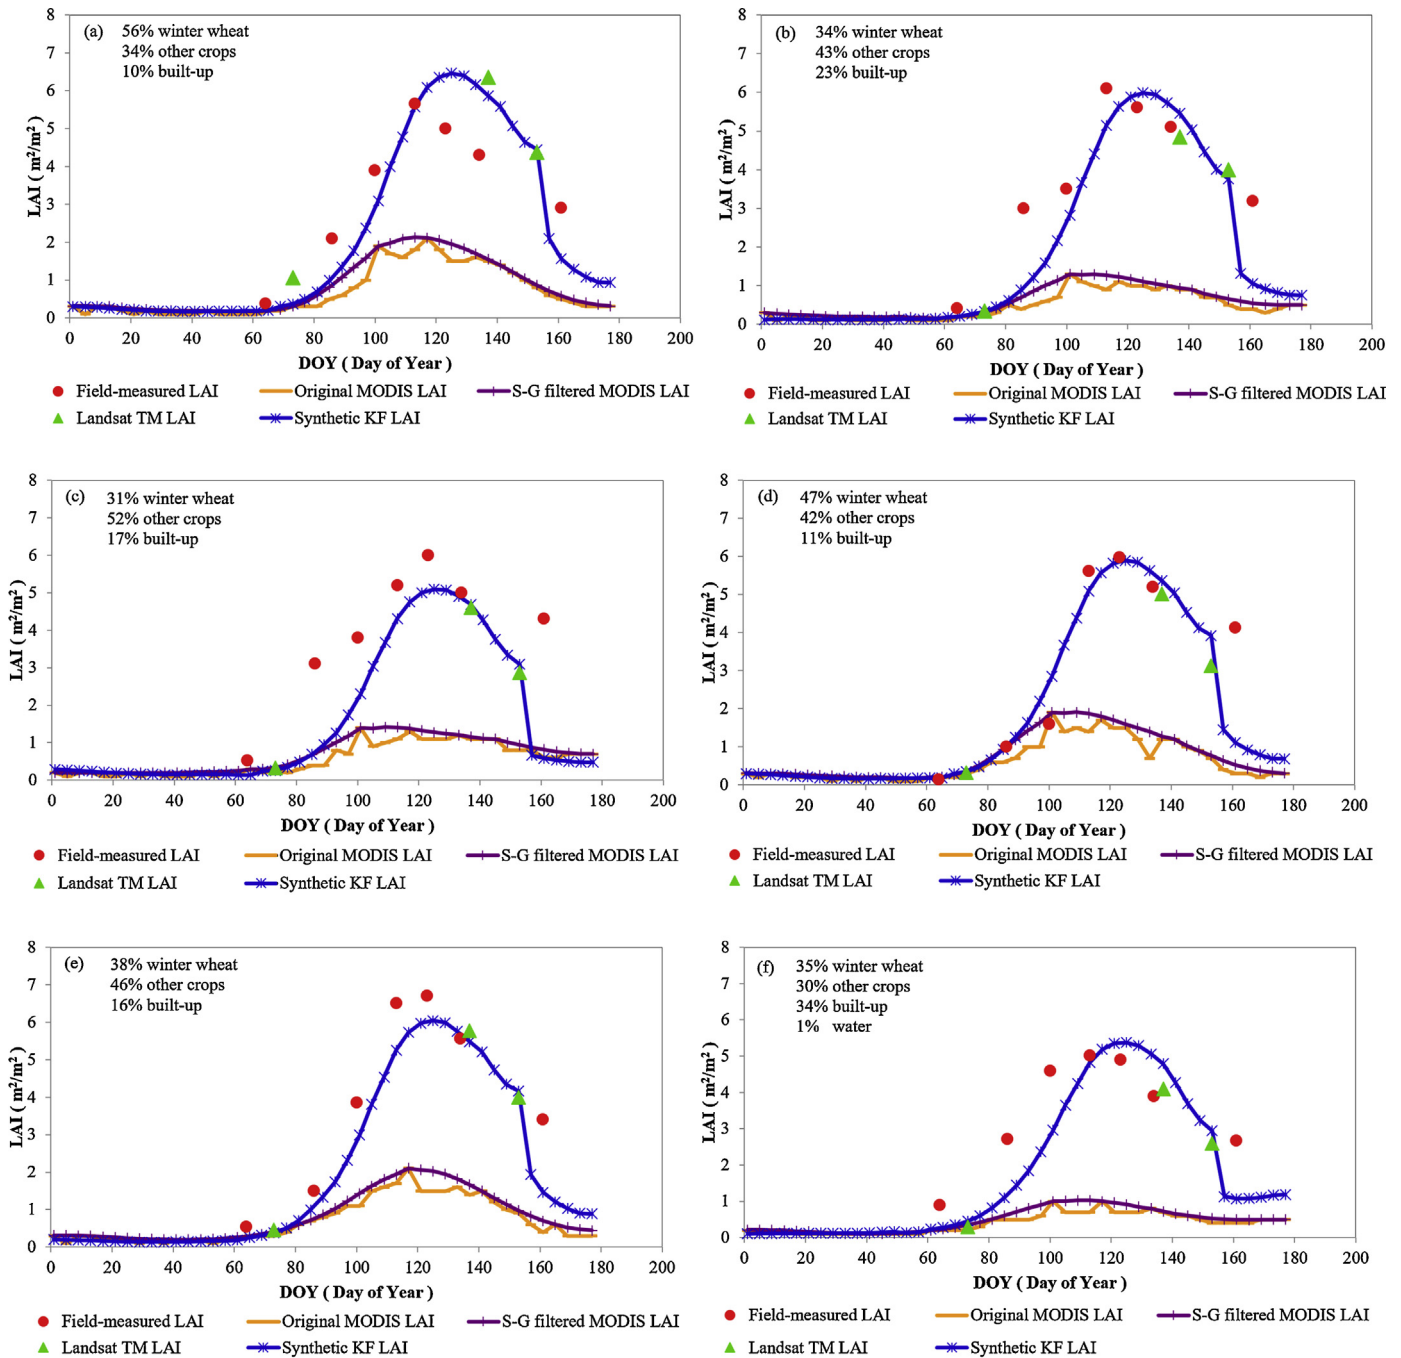 (a)
56% winter wheat
34% other crops
10% built-up
LAI ( m²/m² )
8
7
6
5
4
3
2
1
0
0 20 40 60 80 100 120 140 160 180 200
DOY ( Day of Year )
Field-measured LAI Original MODIS LAI S-G filtered MODIS LAI
Landsat TM LAI Synthetic KF LAI
(b)
34% winter wheat
43% other crops
23% built-up
LAI ( m²/m² )
8
7
6
5
4
3
2
1
0
0 20 40 60 80 100 120 140 160 180 200
DOY ( Day of Year )
Field-measured LAI Original MODIS LAI S-G filtered MODIS LAI
Landsat TM LAI Synthetic KF LAI
(c)
31% winter wheat
52% other crops
17% built-up
LAI ( m²/m² )
8
7
6
5
4
3
2
1
0
0 20 40 60 80 100 120 140 160 180 200
DOY ( Day of Year )
Field-measured LAI Original MODIS LAI S-G filtered MODIS LAI
Landsat TM LAI Synthetic KF LAI
(d)
47% winter wheat
42% other crops
11% built-up
LAI ( m²/m² )
8
7
6
5
4
3
2
1
0
0 20 40 60 80 100 120 140 160 180 200
DOY ( Day of Year )
Field-measured LAI Original MODIS LAI S-G filtered MODIS LAI
Landsat TM LAI Synthetic KF LAI
(e)
38% winter wheat
46% other crops
16% built-up
LAI ( m²/m² )
8
7
6
5
4
3
2
1
0
0 20 40 60 80 100 120 140 160 180 200
DOY ( Day of Year )
Field-measured LAI Original MODIS LAI S-G filtered MODIS LAI
Landsat TM LAI Synthetic KF LAI
(f)
35% winter wheat
30% other crops
34% built-up
1% water
LAI ( m²/m² )
8
7
6
5
4
3
2
1
0
0 20 40 60 80 100 120 140 160 180 200
DOY ( Day of Year )
Field-measured LAI Original MODIS LAI S-G filtered MODIS LAI
Landsat TM LAI Synthetic KF LAI